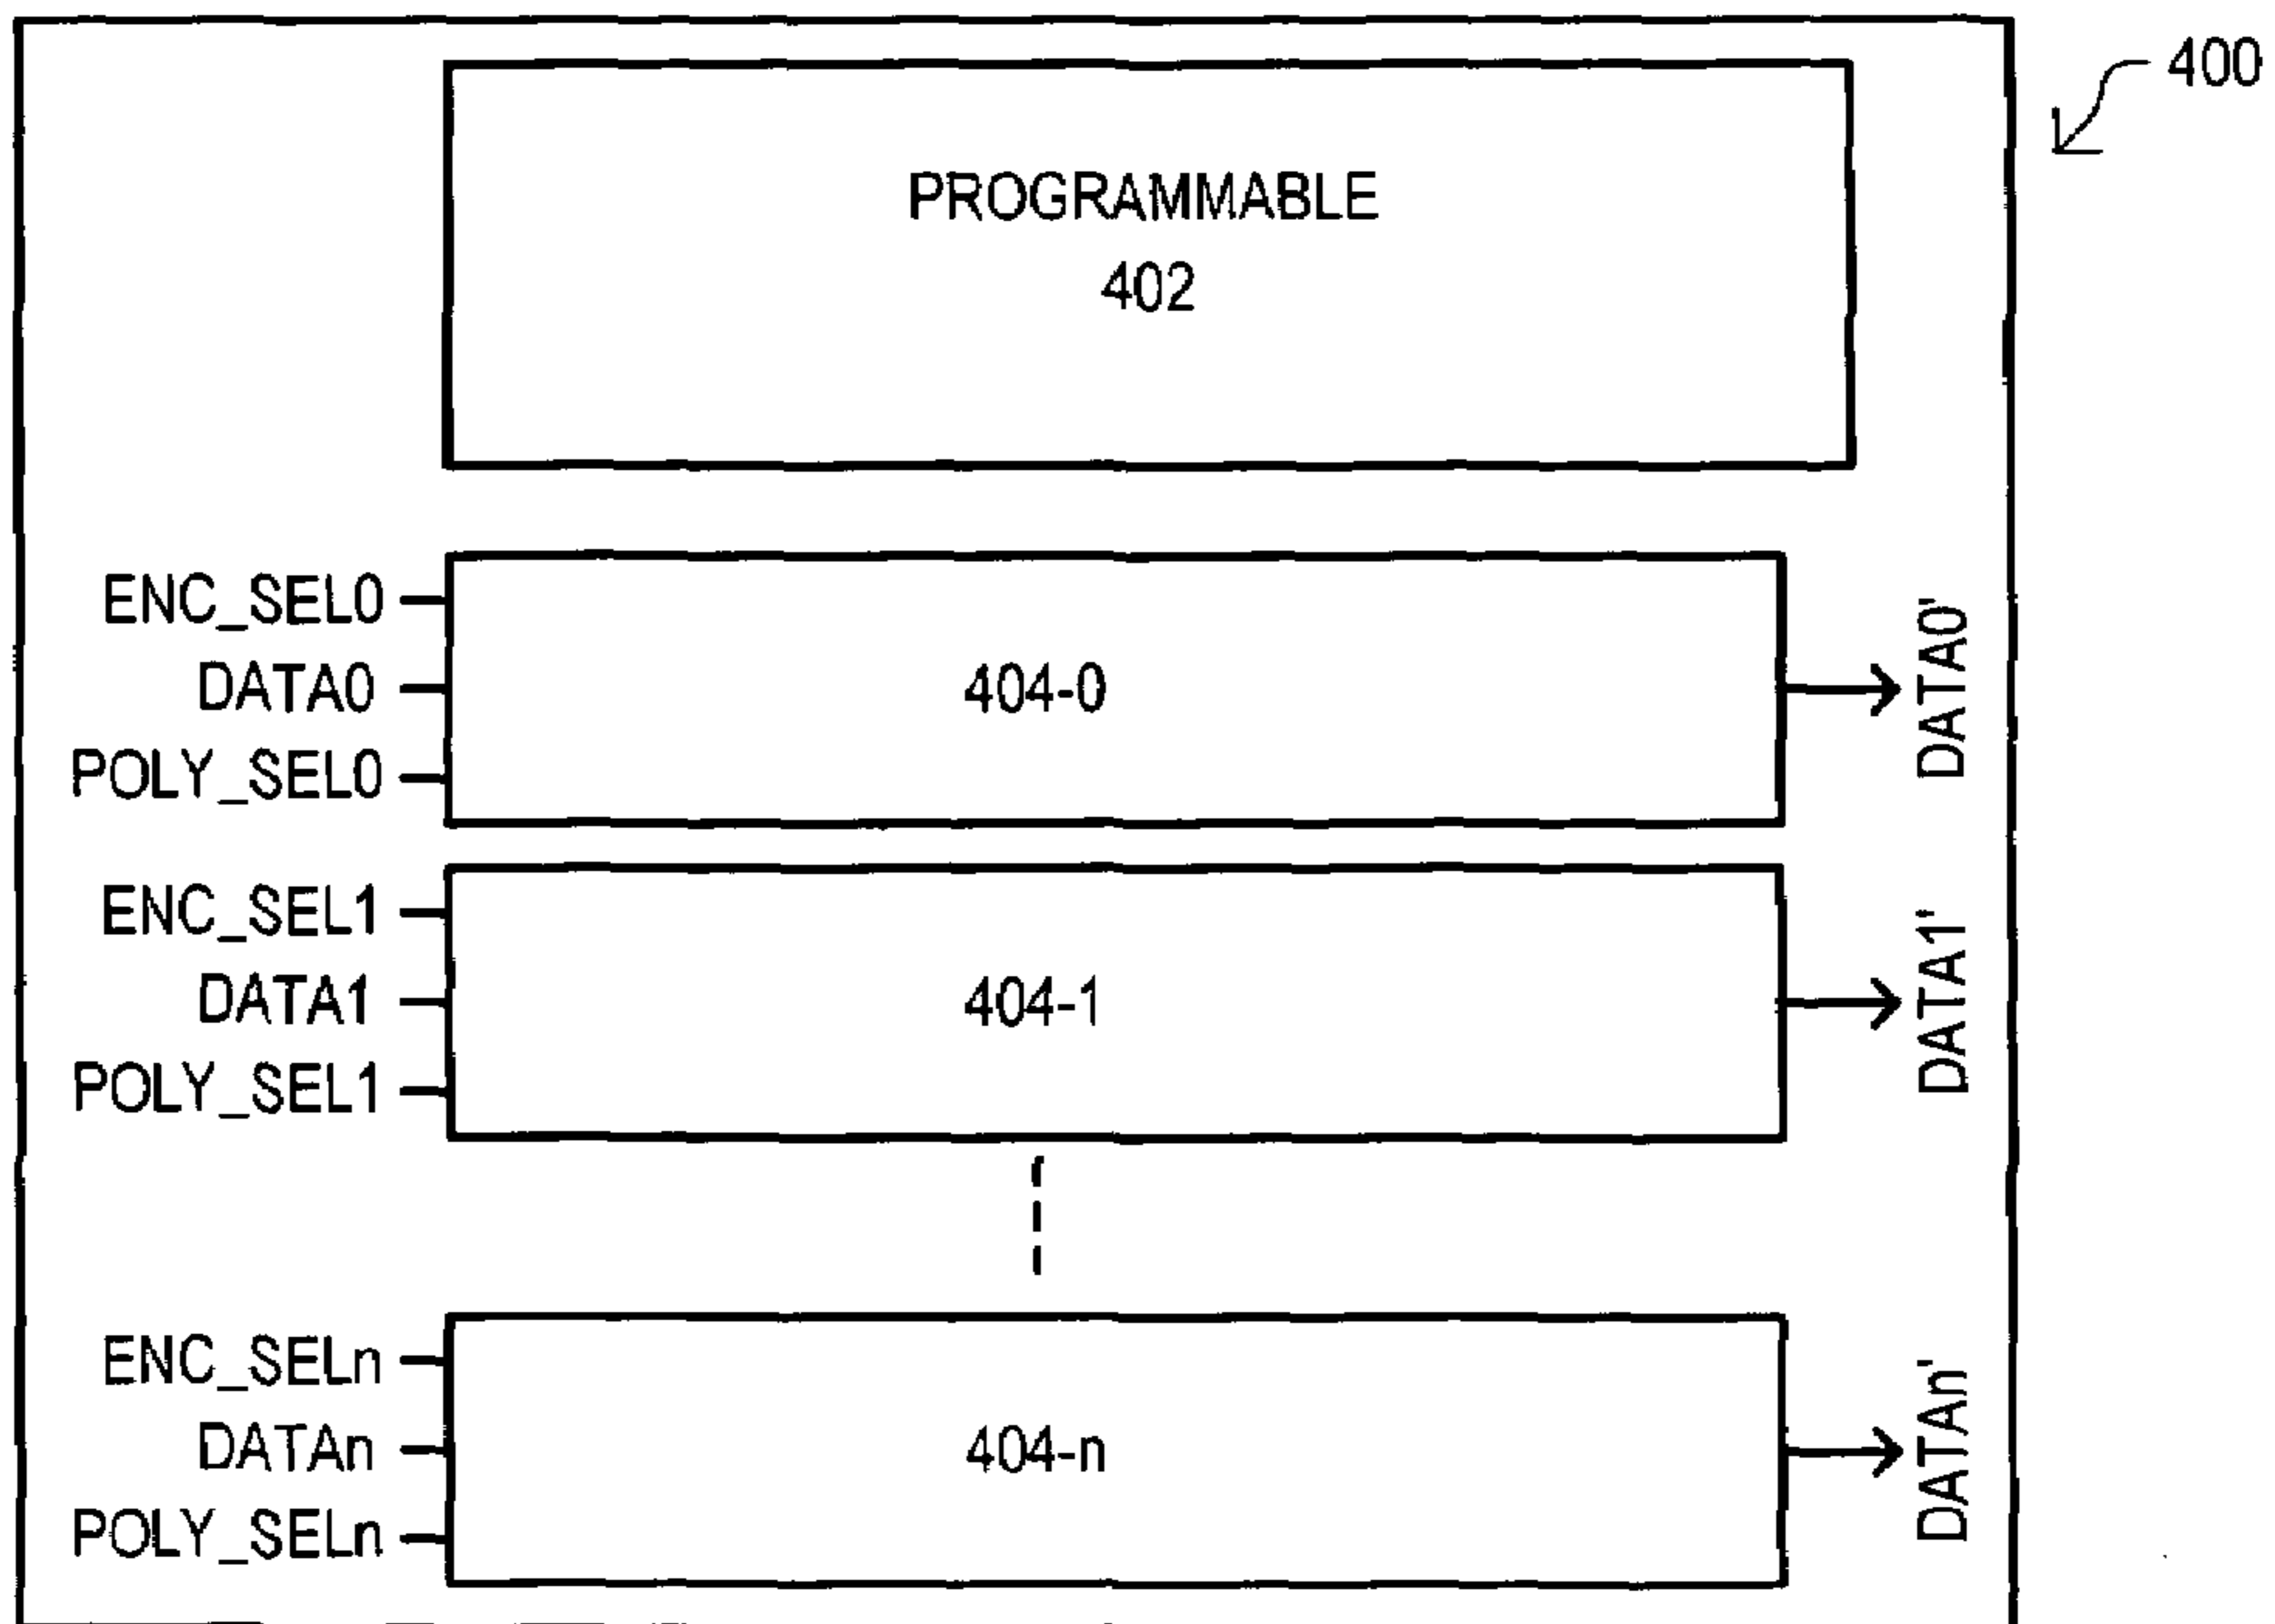 400
PROGRAMMABLE
402
ENC_SEL0
DATA0
POLY_SEL0
404-0
DATA0'
ENC_SEL1
DATA1
POLY_SEL1
404-1
DATA1'
ENC_SELn
DATAn
POLY_SELn
404-n
DATAn'